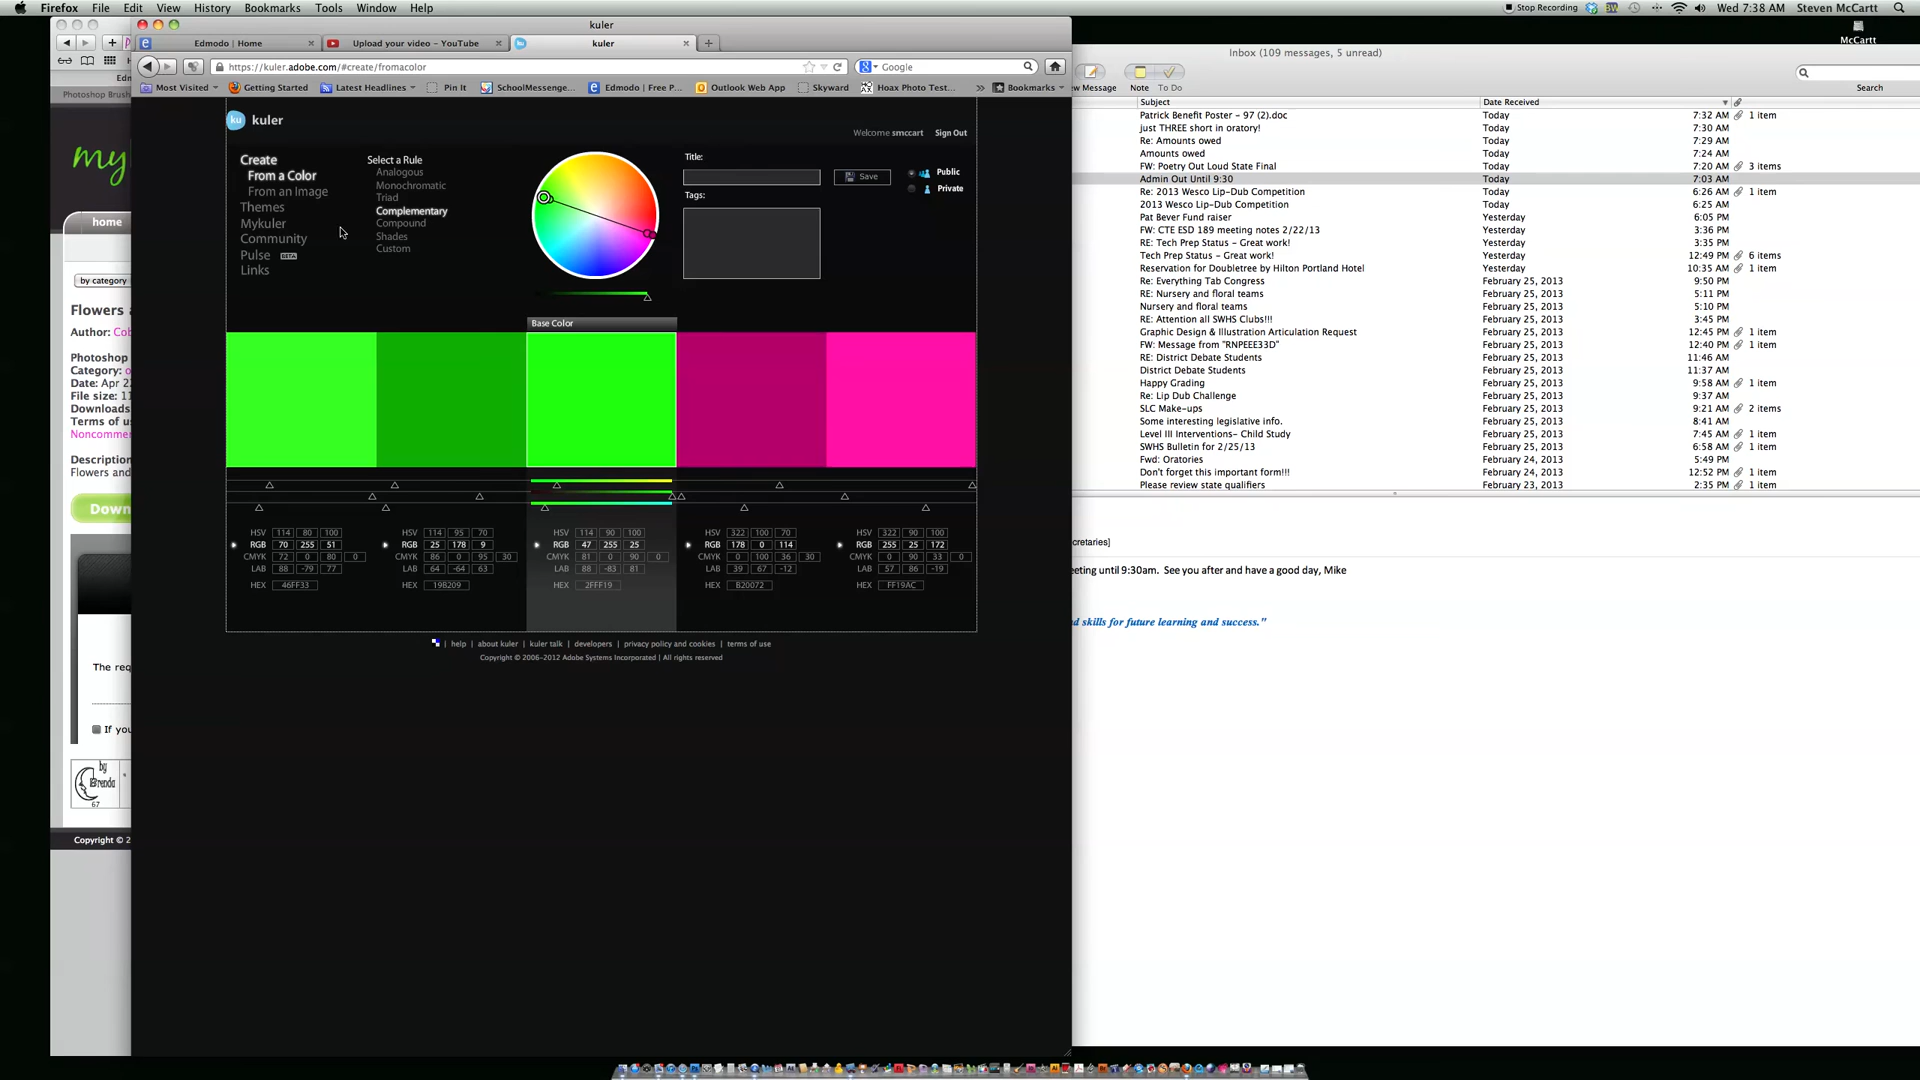 Firefox File Edit View History Bookmarks Tools Window Help
Stop Recording Wed 7:38 AM Steven McCartt
McCartt
kuler
Edmodo | Home Upload your video - YouTube kuler
https://kuler.adobe.com/#create/fromacolor Google
Most Visited Getting Started Latest Headlines Pin It SchoolMessenge... Edmodo | Free P... Outlook Web App Skyward Hoax Photo Test... » Bookmarks
kuler
Welcome smccart Sign Out
Create
From a Color
From an Image
Themes
Mykuler
Community
Pulse BETA
Links
Select a Rule
Analogous
Monochromatic
Triad
Complementary
Compound
Shades
Custom
Title:
Save
Public
Private
Tags:
Base Color
HSV 114 80 100
RGB 70 255 51
CMYK 72 0 80 0
LAB 88 -79 77
HEX 46FF33
HSV 114 95 70
RGB 25 178 9
CMYK 86 0 95 30
LAB 64 -64 63
HEX 19B209
HSV 114 90 100
RGB 47 255 25
CMYK 81 0 90 0
LAB 88 -83 81
HEX 2FFF19
HSV 322 100 70
RGB 178 0 114
CMYK 0 100 36 30
LAB 39 67 -12
HEX B20072
HSV 322 90 100
RGB 255 25 172
CMYK 0 90 33 0
LAB 57 86 -19
HEX FF19AC
help | about kuler | kuler talk | developers | privacy policy and cookies | terms of use
Copyright © 2006-2012 Adobe Systems Incorporated | All rights reserved
Edm
Photoshop Brush
my
home
by category
Flowers a
Author: Cob
Photoshop
Category: o
Date: Apr 2
File size: 11
Downloads
Terms of us
Noncomme
Description
Flowers and
Down
The req
If you
by
Brenda
67
Copyright © 2
Inbox (109 messages, 5 unread)
w Message Note To Do Search
Subject Date Received
Patrick Benefit Poster - 97 (2).doc Today 7:32 AM 1 item
just THREE short in oratory! Today 7:30 AM
Re: Amounts owed Today 7:29 AM
Amounts owed Today 7:24 AM
FW: Poetry Out Loud State Final Today 7:20 AM 3 items
Admin Out Until 9:30 Today 7:03 AM
Re: 2013 Wesco Lip-Dub Competition Today 6:26 AM 1 item
2013 Wesco Lip-Dub Competition Today 6:25 AM
Pat Bever Fund raiser Yesterday 6:05 PM
FW: CTE ESD 189 meeting notes 2/22/13 Yesterday 3:36 PM
RE: Tech Prep Status - Great work! Yesterday 3:35 PM
Tech Prep Status - Great work! Yesterday 12:49 PM 6 items
Reservation for Doubletree by Hilton Portland Hotel Yesterday 10:35 AM 1 item
Re: Everything Tab Congress February 25, 2013 9:50 PM
RE: Nursery and floral teams February 25, 2013 5:11 PM
Nursery and floral teams February 25, 2013 5:10 PM
RE: Attention all SWHS Clubs!!! February 25, 2013 3:45 PM
Graphic Design & Illustration Articulation Request February 25, 2013 12:45 PM 1 item
FW: Message from "RNPEEE33D" February 25, 2013 12:40 PM 1 item
RE: District Debate Students February 25, 2013 11:46 AM
District Debate Students February 25, 2013 11:37 AM
Happy Grading February 25, 2013 9:58 AM 1 item
Re: Lip Dub Challenge February 25, 2013 9:37 AM
SLC Make-ups February 25, 2013 9:21 AM 2 items
Some interesting legislative info. February 25, 2013 8:41 AM
Level III Interventions- Child Study February 25, 2013 7:45 AM 1 item
SWHS Bulletin for 2/25/13 February 25, 2013 6:58 AM 1 item
Fwd: Oratories February 24, 2013 5:49 PM
Don't forget this important form!!! February 24, 2013 12:52 PM 1 item
Please review state qualifiers February 23, 2013 2:35 PM 1 item
cretaries]
eeting until 9:30am. See you after and have a good day, Mike
d skills for future learning and success."